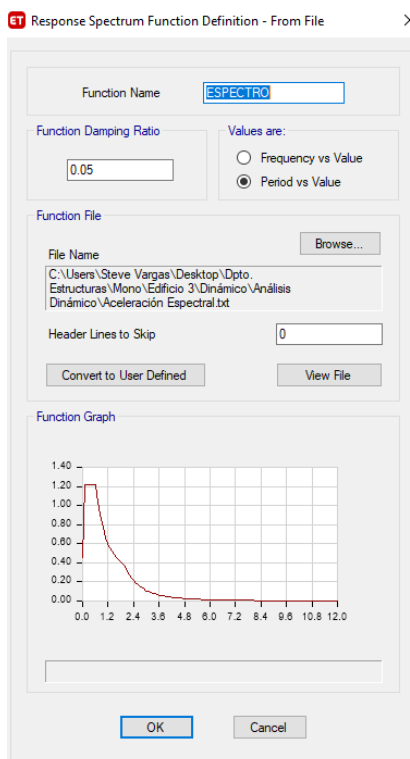 ET Response Spectrum Function Definition - From File
Function Name
ESPECTRO
Function Damping Ratio
0.05
Values are:
Frequency vs Value
Period vs Value
Function File
Browse...
File Name
C:\Users\Steve Vargas\Desktop\Dpto.
Estructuras\Mono\Edificio 3\Dinámico\Análisis
Dinámico\Aceleración Espectral.txt
Header Lines to Skip
0
Convert to User Defined
View File
Function Graph
1.40
1.20
1.00
0.80
0.60
0.40
0.20
0.00
0.0 1.2 2.4 3.6 4.8 6.0 7.2 8.4 9.6 10.8 12.0
OK
Cancel